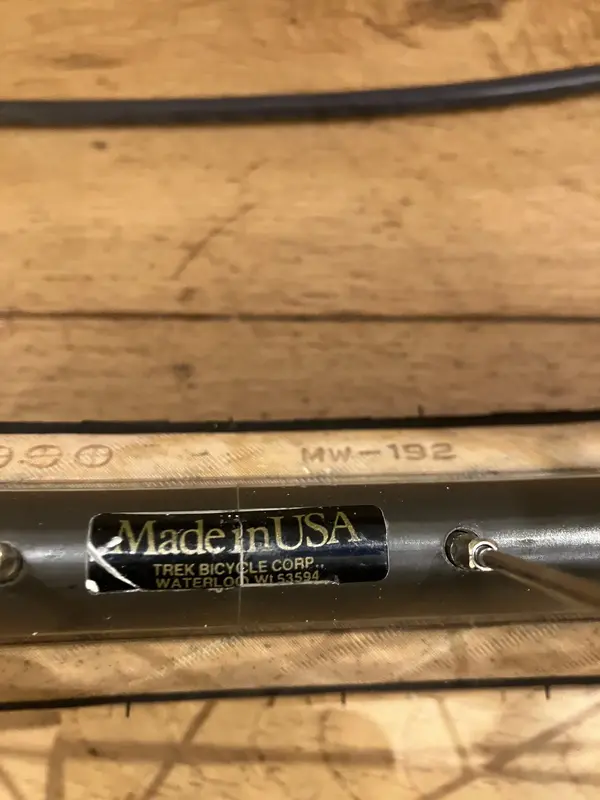 MW-192
Made in USA
TREK BICYCLE CORP.,
WATERLOO WI 53594